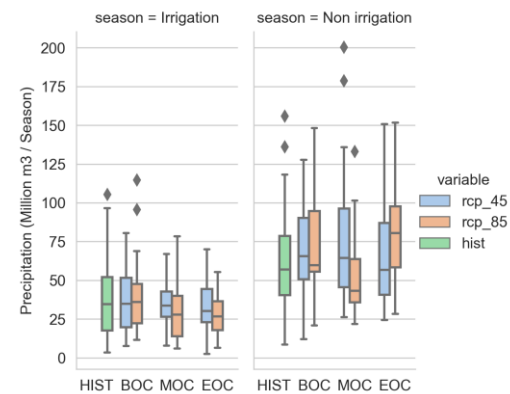 season = Irrigation
season = Non irrigation
Precipitation (Million m3 / Season)
200
175
150
125
100
75
50
25
0
HIST BOC MOC EOC
HIST BOC MOC EOC
variable
rcp_45
rcp_85
hist